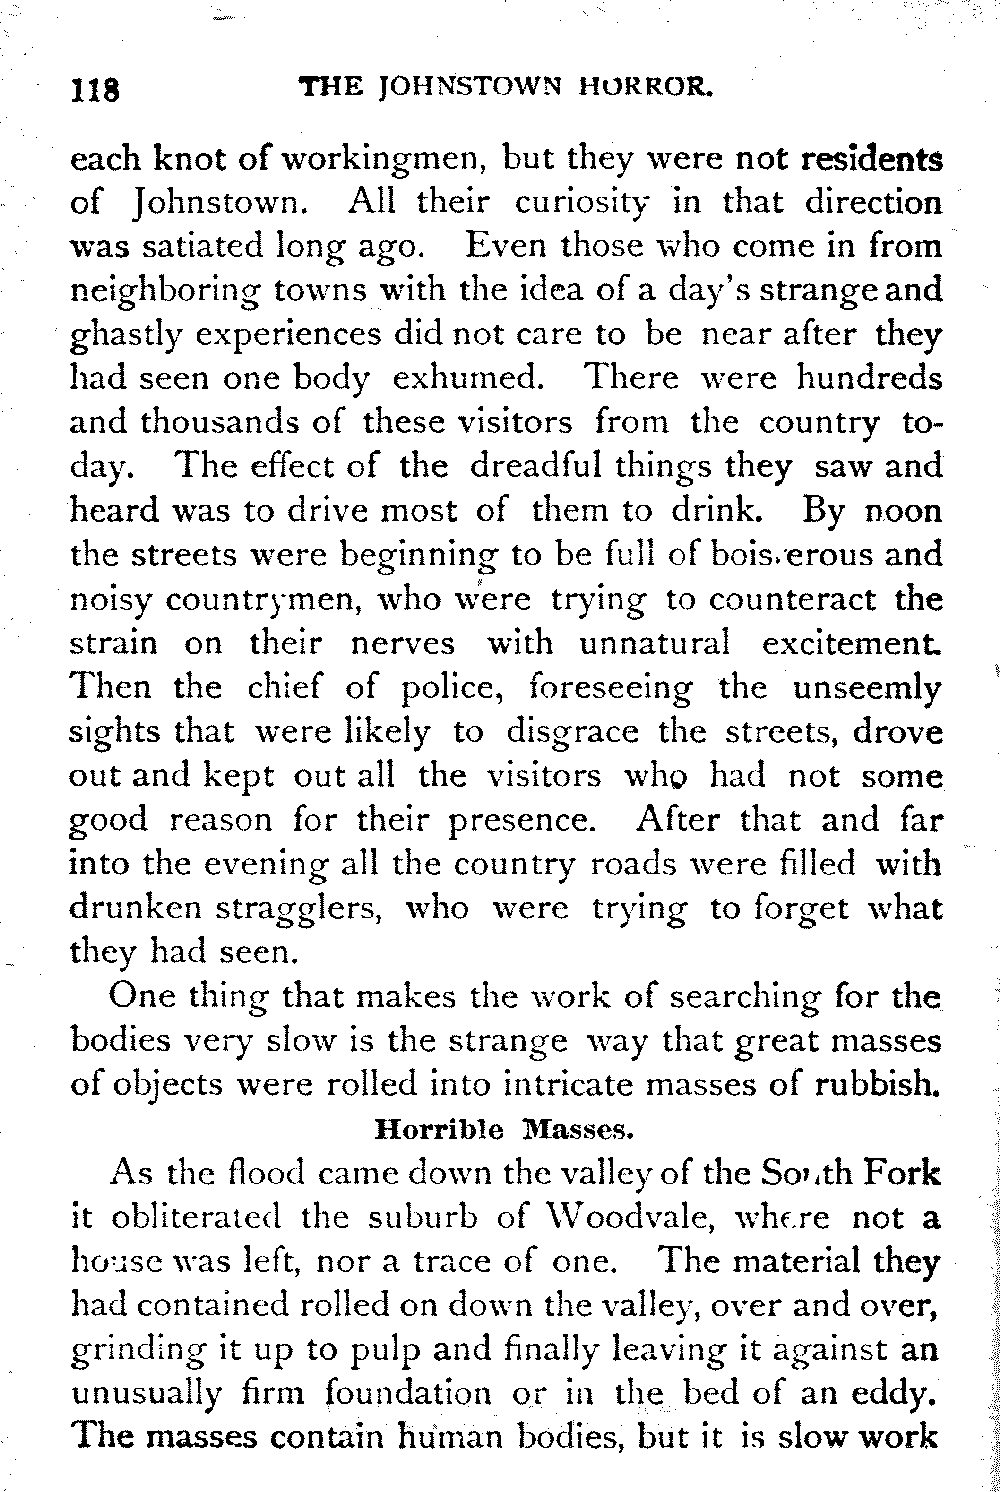 118 THE JOHNSTOWN HORROR.
each knot of workingmen, but they were not residents
of Johnstown. All their curiosity in that direction
was satiated long ago. Even those who come in from
neighboring towns with the idea of a day's strange and
ghastly experiences did not care to be near after they
had seen one body exhumed. There were hundreds
and thousands of these visitors from the country to-
day. The effect of the dreadful things they saw and
heard was to drive most of them to drink. By noon
the streets were beginning to be full of boisterous and
noisy countrymen, who were trying to counteract the
strain on their nerves with unnatural excitement.
Then the chief of police, foreseeing the unseemly
sights that were likely to disgrace the streets, drove
out and kept out all the visitors who had not some
good reason for their presence. After that and far
into the evening all the country roads were filled with
drunken stragglers, who were trying to forget what
they had seen.
One thing that makes the work of searching for the
bodies very slow is the strange way that great masses
of objects were rolled into intricate masses of rubbish.
Horrible Masses.
As the flood came down the valley of the South Fork
it obliterated the suburb of Woodvale, where not a
house was left, nor a trace of one. The material they
had contained rolled on down the valley, over and over,
grinding it up to pulp and finally leaving it against an
unusually firm foundation or in the bed of an eddy.
The masses contain human bodies, but it is slow work